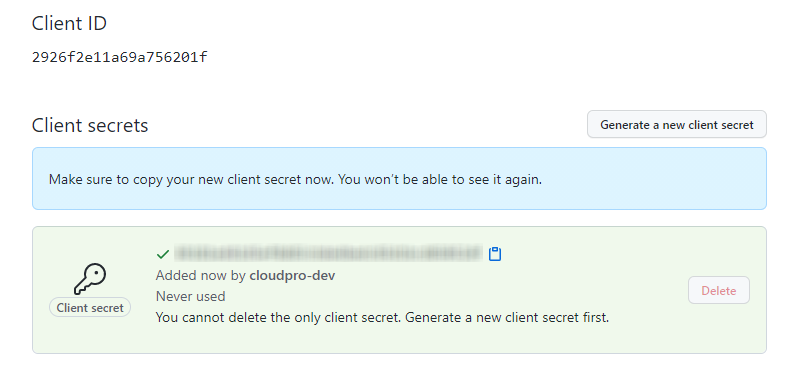 Client ID
2926f2e11a69a756201f
Client secrets
Generate a new client secret
Make sure to copy your new client secret now. You won't be able to see it again.
Added now by cloudpro-dev
Never used
Client secret
You cannot delete the only client secret. Generate a new client secret first.
Delete